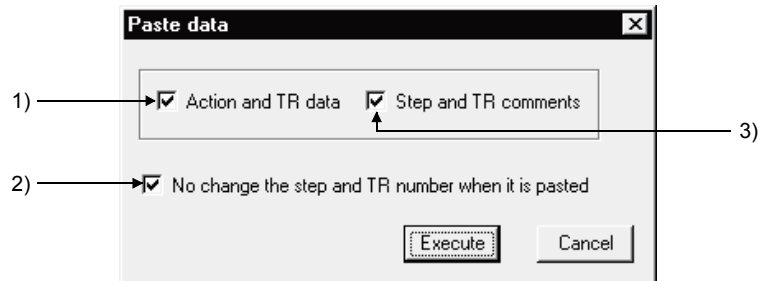 Paste data
1) Action and TR data Step and TR comments
3)
2) No change the step and TR number when it is pasted
Execute Cancel